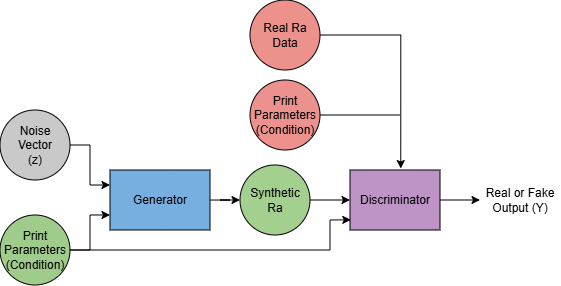 Real Ra
Data
Print
Parameters
(Condition)
Noise
Vector
(z)
Generator
Synthetic
Ra
Discriminator
Real or Fake
Output (Y)
Print
Parameters
(Condition)